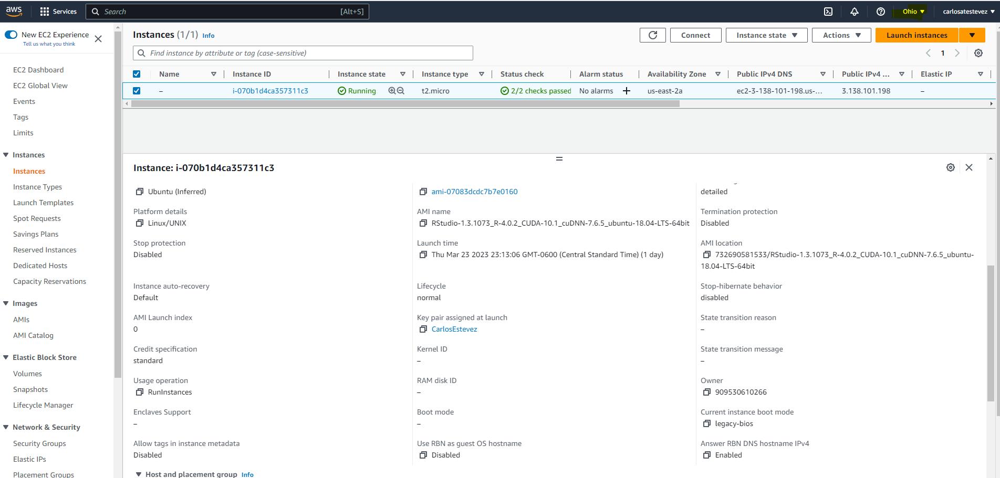 aws Services Search [Alt+S] Ohio carlosatestevez
New EC2 Experience
Tell us what you think
EC2 Dashboard
EC2 Global View
Events
Tags
Limits
Instances
Instances
Instance Types
Launch Templates
Spot Requests
Savings Plans
Reserved Instances
Dedicated Hosts
Capacity Reservations
Images
AMIs
AMI Catalog
Elastic Block Store
Volumes
Snapshots
Lifecycle Manager
Network & Security
Security Groups
Elastic IPs
Placement Groups
Instances (1/1) Info Connect Instance state Actions Launch instances
Find instance by attribute or tag (case-sensitive) 1
Name Instance ID Instance state Instance type Status check Alarm status Availability Zone Public IPv4 DNS Public IPv4 ... Elastic IP
– i-070b1d4ca357311c3 Running t2.micro 2/2 checks passed No alarms + us-east-2a ec2-3-138-101-198.us-... 3.138.101.198 –
Instance: i-070b1d4ca357311c3
Ubuntu (Inferred) ami-07083dcdc7b7e0160 detailed
Platform details AMI name Termination protection
Linux/UNIX RStudio-1.3.1073_R-4.0.2_CUDA-10.1_cuDNN-7.6.5_ubuntu-18.04-LTS-64bit Disabled
Stop protection Launch time AMI location
Disabled Thu Mar 23 2023 23:13:06 GMT-0600 (Central Standard Time) (1 day) 732690581533/RStudio-1.3.1073_R-4.0.2_CUDA-10.1_cuDNN-7.6.5_ubuntu-
18.04-LTS-64bit
Instance auto-recovery Lifecycle Stop-hibernate behavior
Default normal disabled
AMI Launch index Key pair assigned at launch State transition reason
0 CarlosEstevez –
Credit specification Kernel ID State transition message
standard – –
Usage operation RAM disk ID Owner
RunInstances – 909530610266
Enclaves Support Boot mode Current instance boot mode
– – legacy-bios
Allow tags in instance metadata Use RBN as guest OS hostname Answer RBN DNS hostname IPv4
Disabled Disabled Enabled
Host and placement group Info